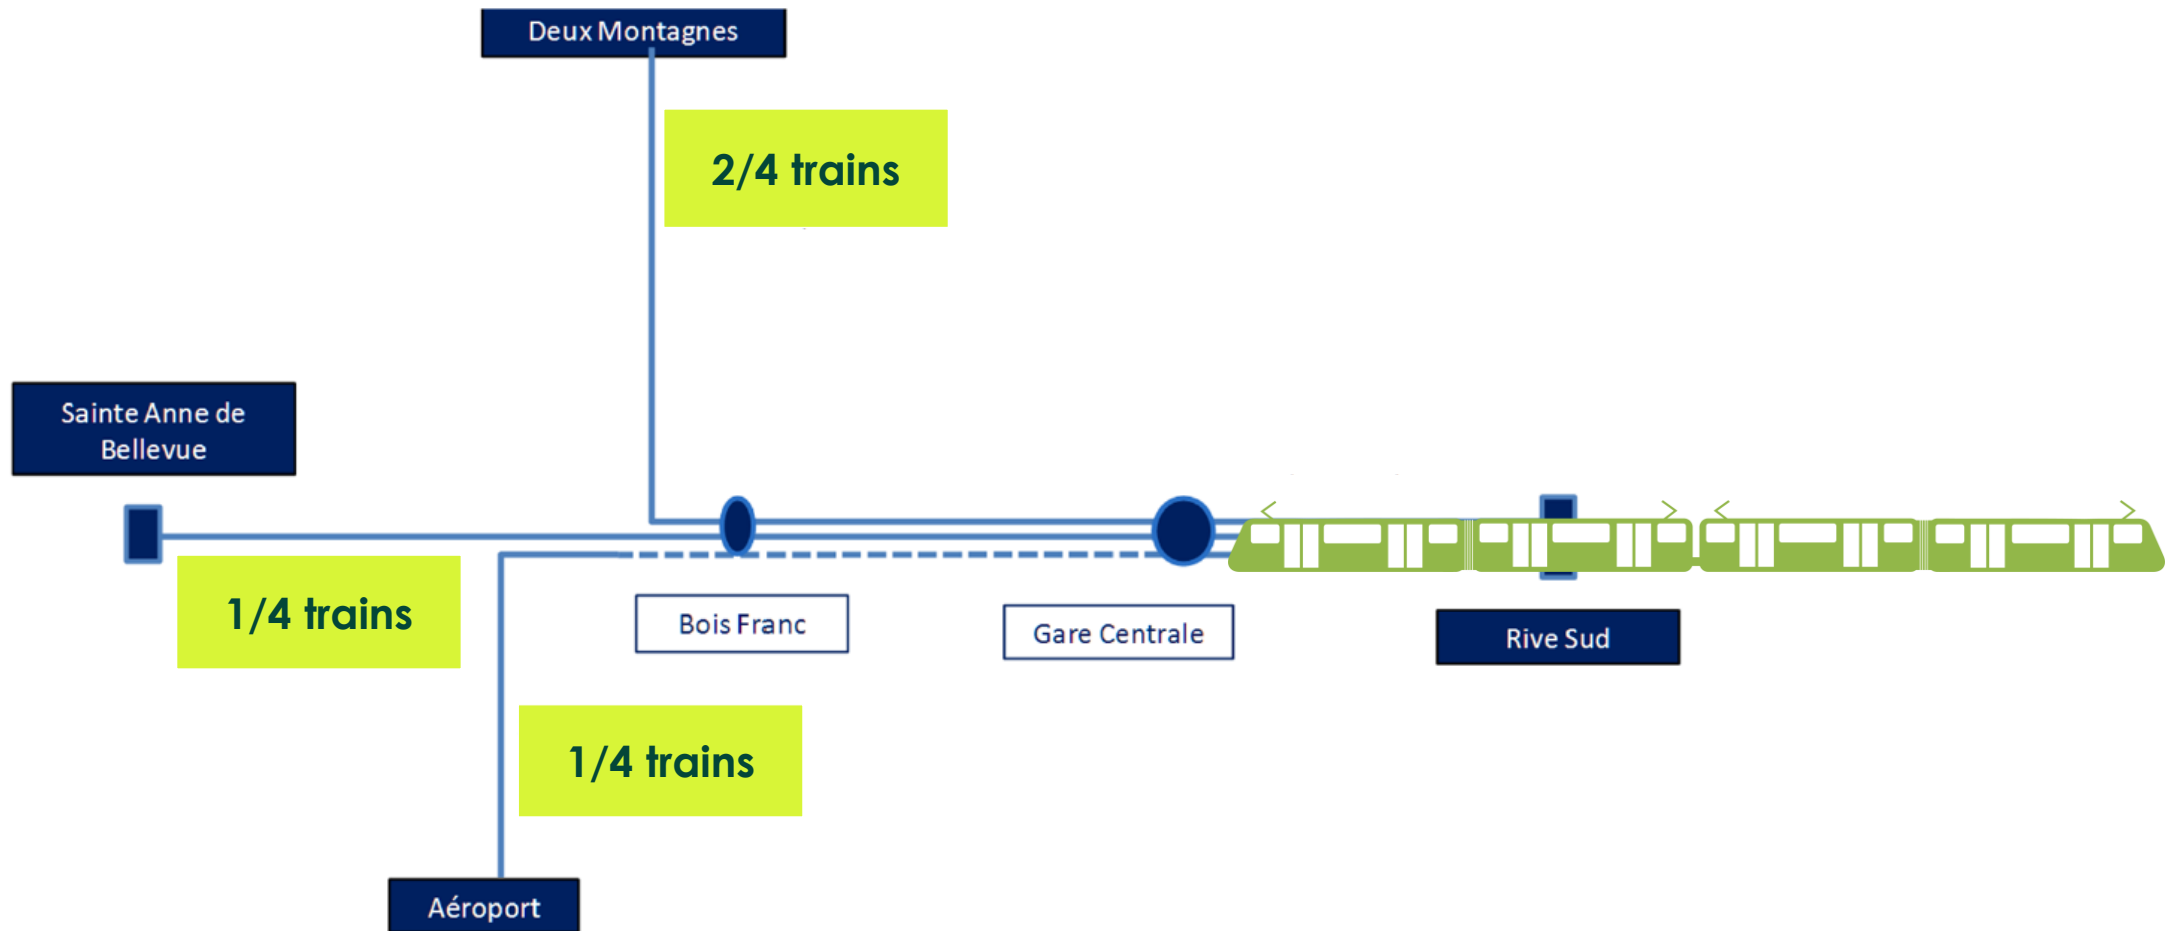 Deux Montagnes
2/4 trains
Sainte Anne de
Bellevue
1/4 trains
Bois Franc
Gare Centrale
Rive Sud
1/4 trains
Aéroport